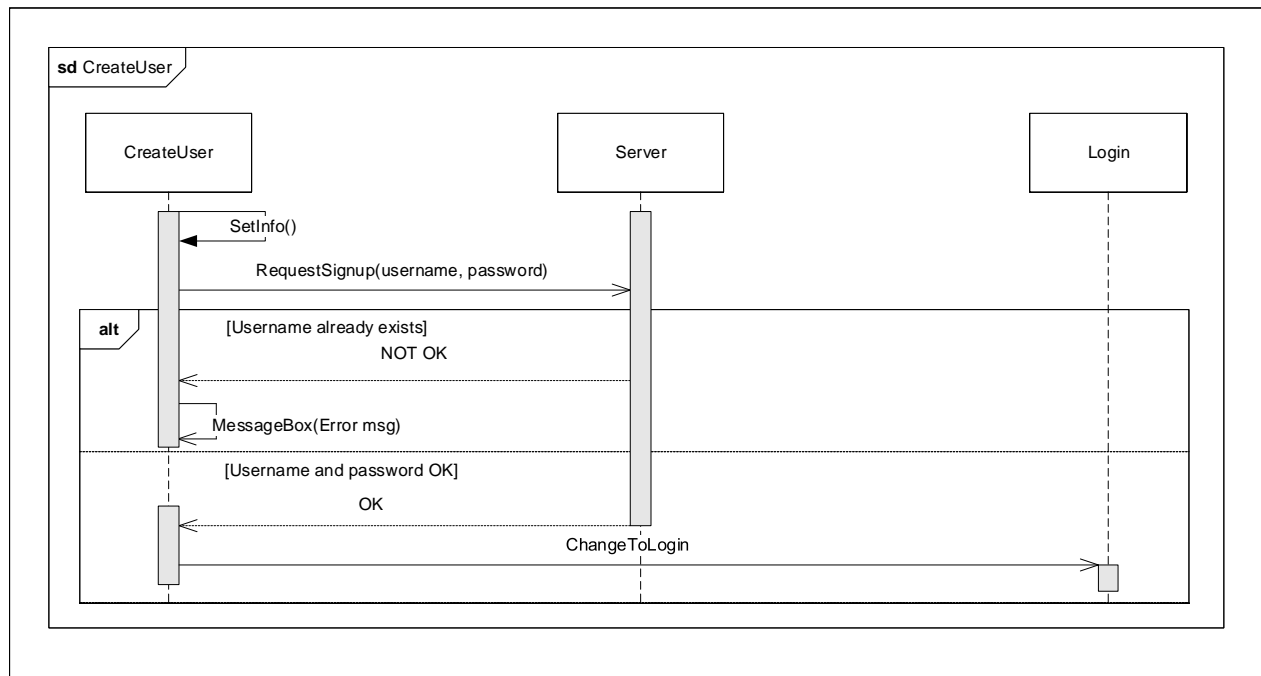 sd CreateUser
CreateUser
Server
Login
SetInfo()
RequestSignup(username, password)
alt
[Username already exists]
NOT OK
MessageBox(Error msg)
[Username and password OK]
OK
ChangeToLogin